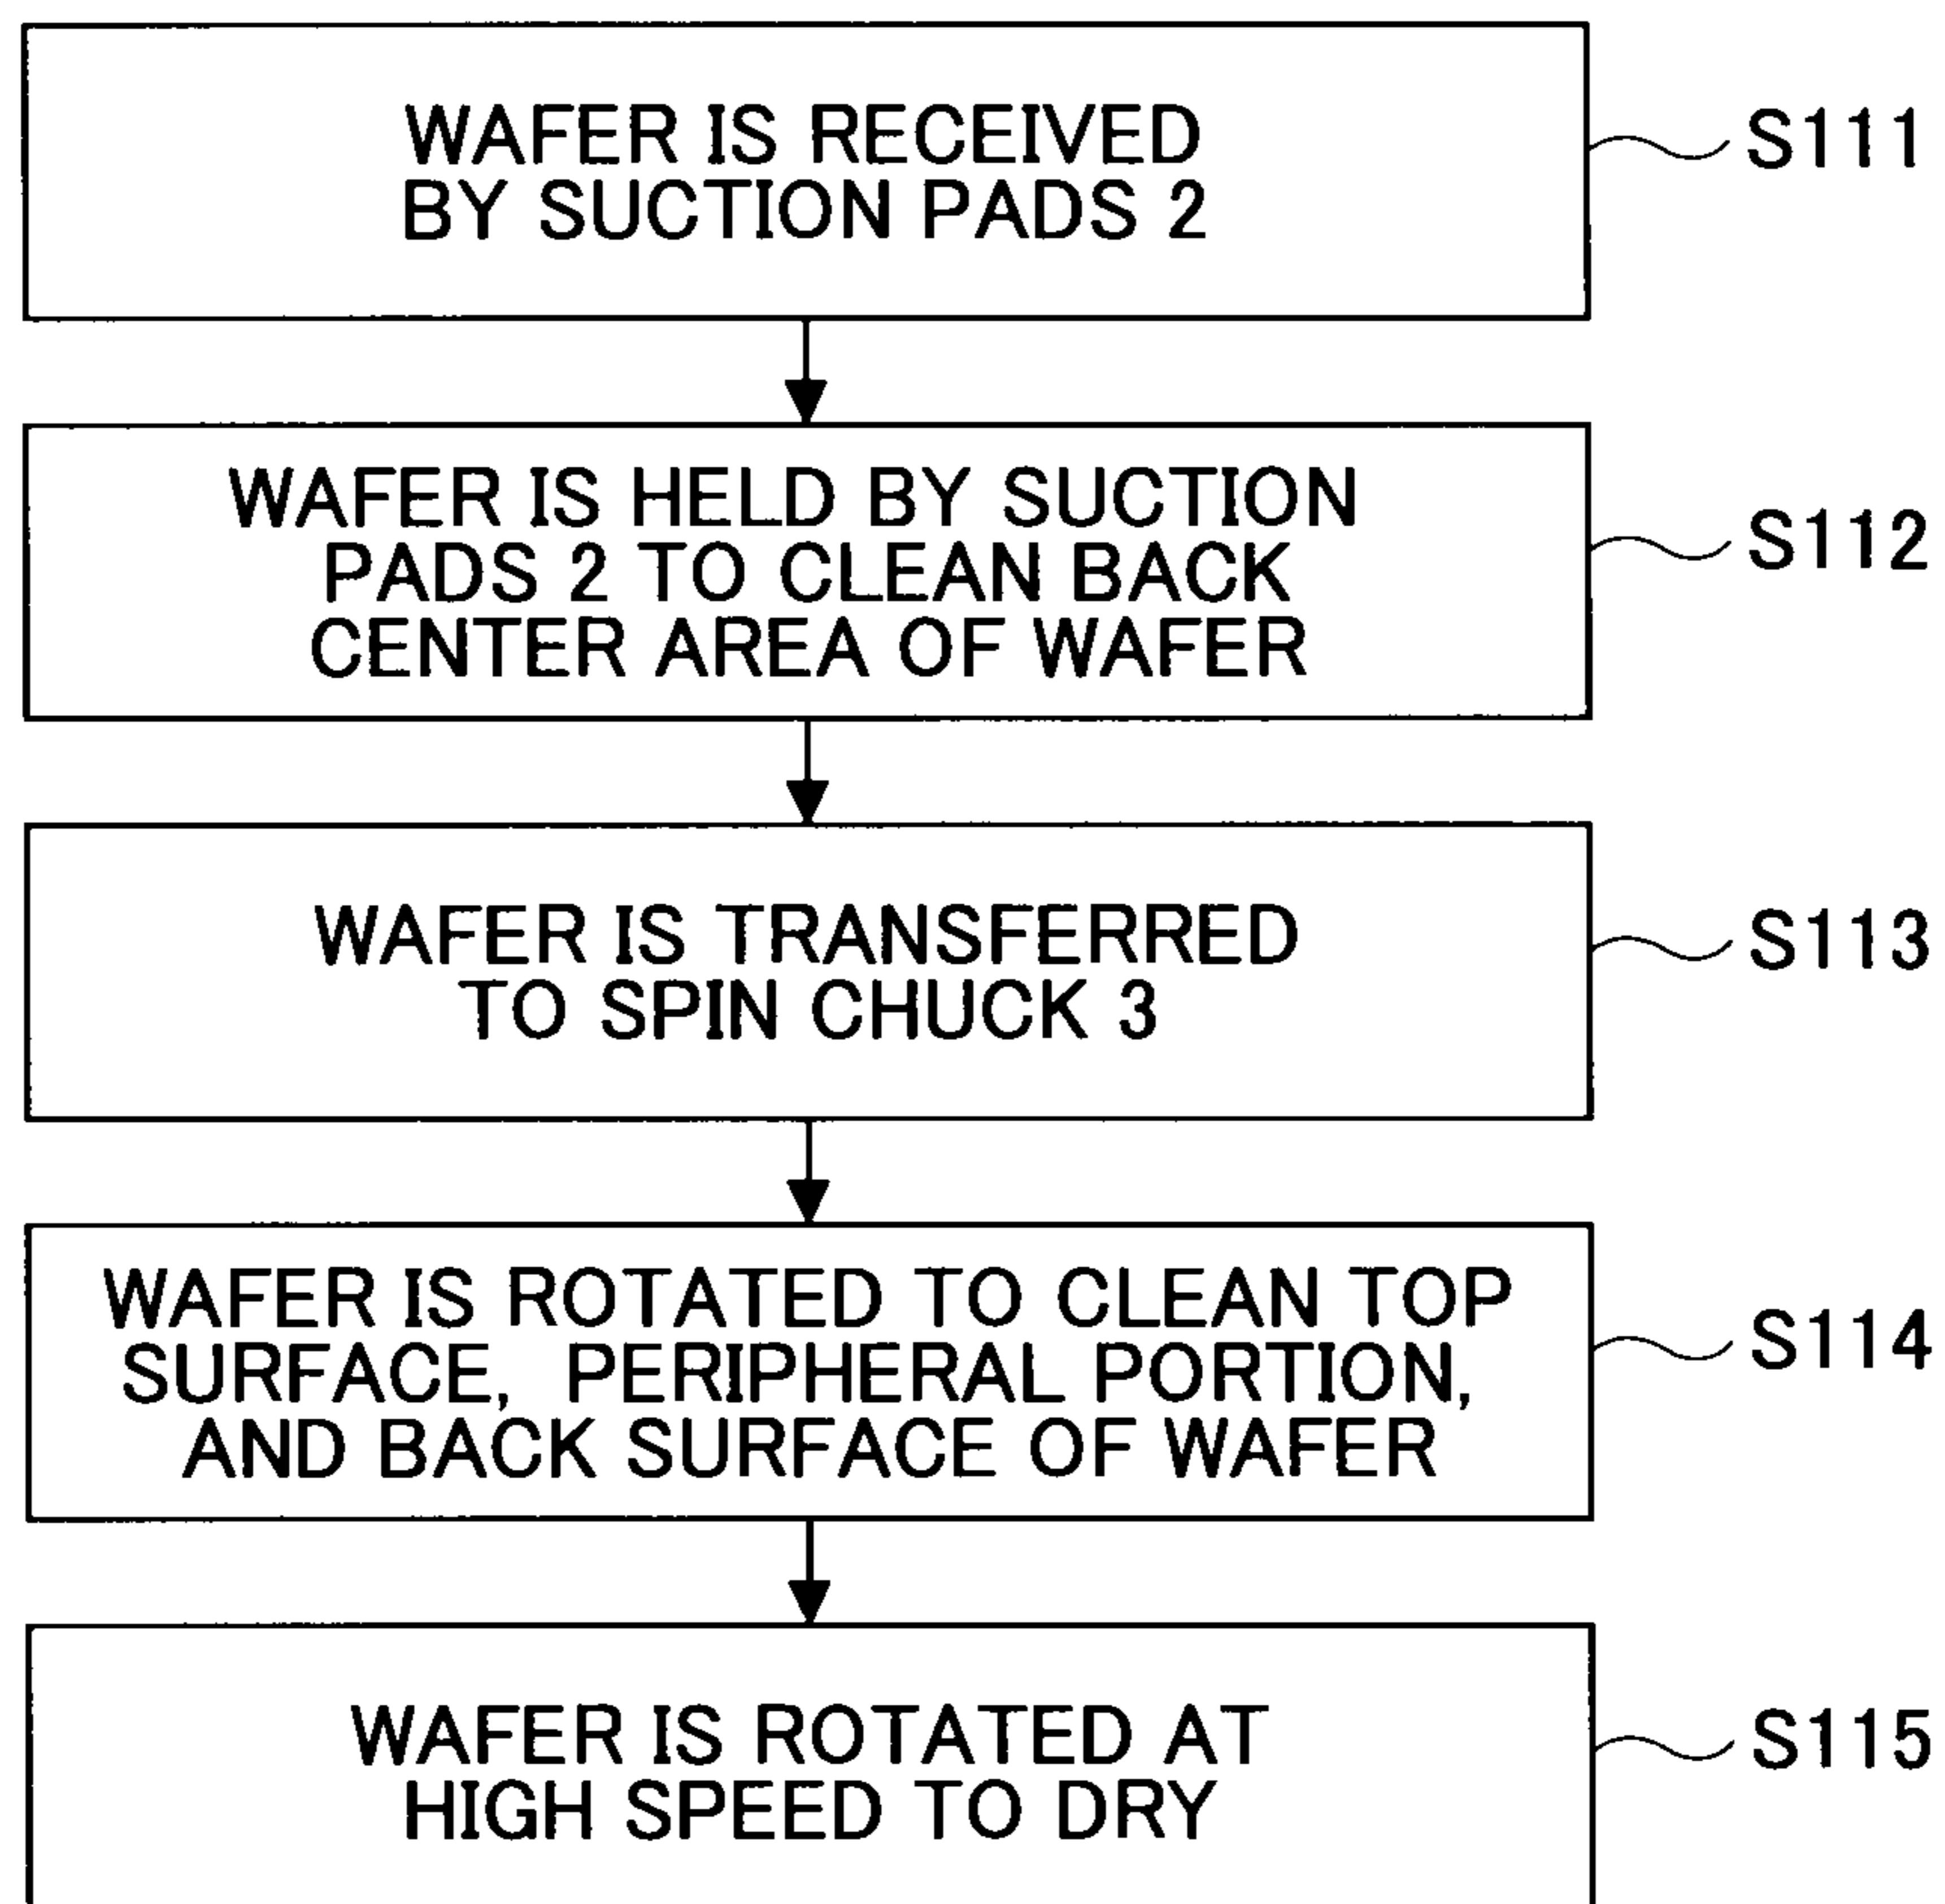 WAFER IS RECEIVED
BY SUCTION PADS 2
S111
WAFER IS HELD BY SUCTION
PADS 2 TO CLEAN BACK
CENTER AREA OF WAFER
S112
WAFER IS TRANSFERRED
TO SPIN CHUCK 3
S113
WAFER IS ROTATED TO CLEAN TOP
SURFACE, PERIPHERAL PORTION,
AND BACK SURFACE OF WAFER
S114
WAFER IS ROTATED AT
HIGH SPEED TO DRY
S115